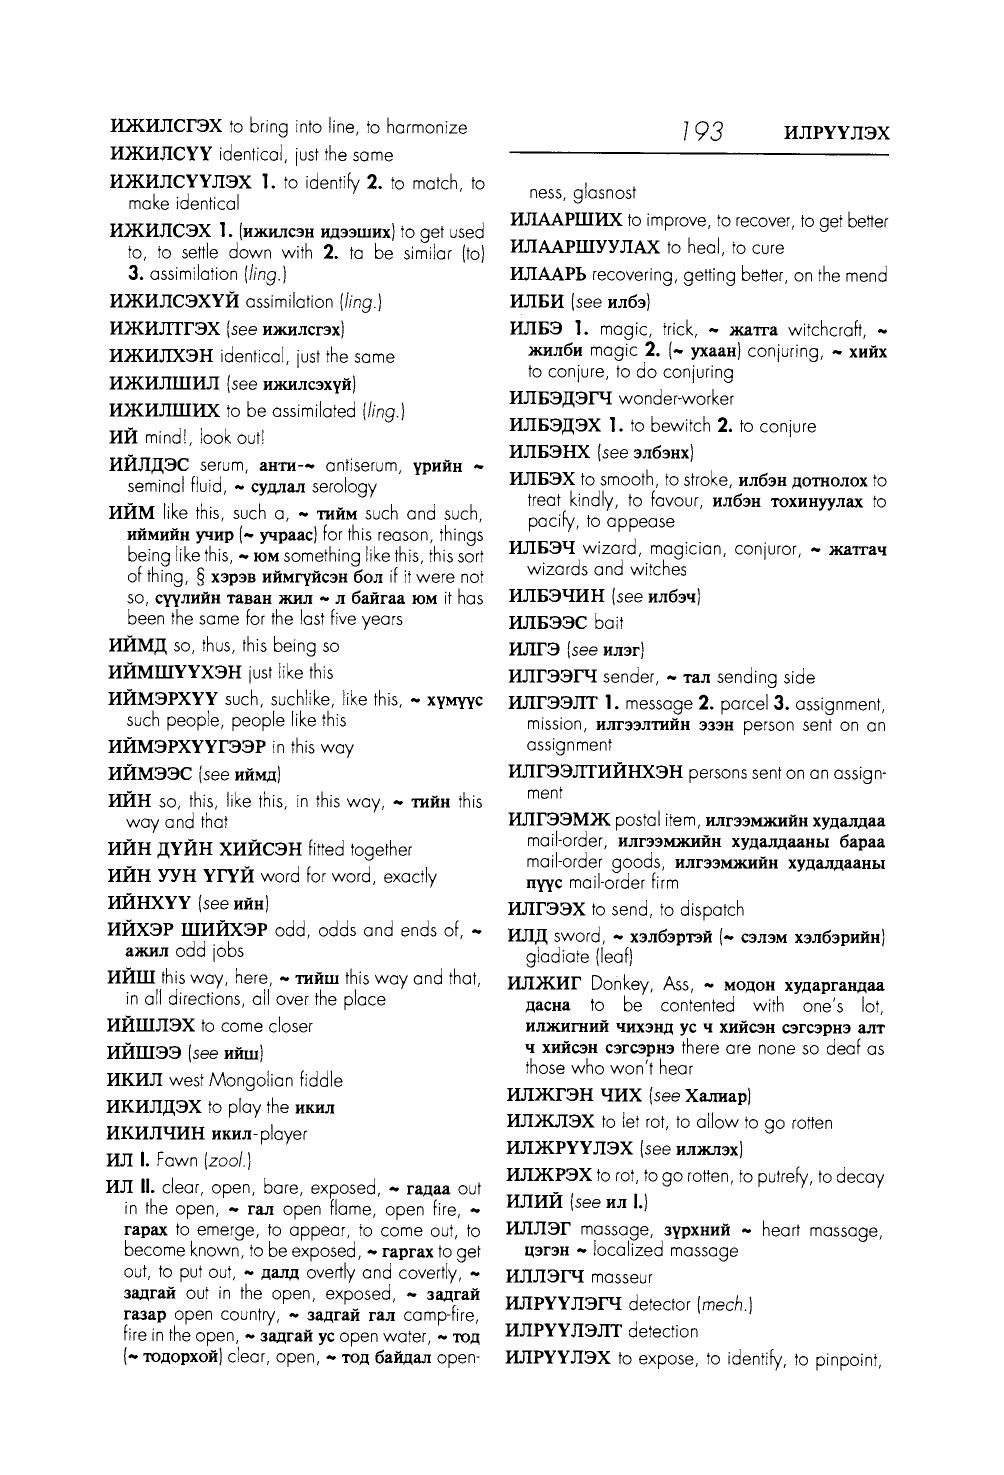 ИЖИЛСГЭХ to bring into line, to harmonize
ИЖИЛСҮҮ identical, just the same
ИЖИЛСҮҮЛЭХ 1. to identify 2. to match, to
make identical
ИЖИЛСЭХ 1. (ижилсэн идээших) to get used
to, to settle down with 2. ta be similar (to)
3. assimilation (ling.)
ИЖИЛСЭХҮЙ assimilation (ling.)
ИЖИЛТГЭХ (see ижилсгэх)
ИЖИЛХЭН identical, just the same
ИЖИЛШИЛ (see ижилсэхүй)
ИЖИЛШИХ to be assimilated (ling.)
ИЙ mind!, look out!
ИЙЛДЭС serum, анти-~ antiserum, үрийн ~
seminal fluid, ~ судлал serology
ИЙМ like this, such a, ~ тийм such and such,
иймийн учир (~ учраас) for this reason, things
being like this, ~ юм something like this, this sort
of thing, § хэрэв иймгүйсэн бол if it were not
so, сүүлийн таван жил ~ л байгаа юм it has
been the same for the last five years
ИЙМД so, thus, this being so
ИЙМШҮҮХЭН just like this
ИЙМЭРХҮҮ such, suchlike, like this, ~ хүмүүс
such people, people like this
ИЙМЭРХҮҮГЭЭР in this way
ИЙМЭЭС (see иймд)
ИЙН so, this, like this, in this way, ~ тийн this
way and that
ИЙН ДҮЙН ХИЙСЭН fitted together
ИЙН УУН ҮГҮЙ word for word, exactly
ИЙНХҮҮ (see ийн)
ИЙХЭР ШИЙХЭР odd, odds and ends of, ~
ажил odd jobs
ИЙШ this way, here, ~ тийш this way and that,
in all directions, all over the place
ИЙШЛЭХ to come closer
ИЙШЭЭ (see ийш)
ИКИЛ west Mongolian fiddle
ИКИЛДЭХ to play the икил
ИКИЛЧИН икил-player
ИЛ I. Fawn (zool.)
ИЛ II. clear, open, bare, exposed, ~ гадаа out
in the open, ~ гал open flame, open fire, ~
гарах to emerge, to appear, to come out, to
become known, to be exposed, ~ гаргах to get
out, to put out, ~ далд overtly and covertly, ~
задгай out in the open, exposed, ~ задгай
газар open country, ~ задгай гал camp-fire,
fire in the open, ~ задгай ус open water, ~ тод
(~ тодорхой) clear, open, ~ тод байдал open-
193 ИЛРҮҮЛЭХ
ness, glasnost
ИЛААРШИХ to improve, to recover, to get better
ИЛААРШУУЛАХ to heal, to cure
ИЛААРЬ recovering, getting better, on the mend
ИЛБИ (see илбэ)
ИЛБЭ 1. magic, trick, ~ жатга witchcraft, ~
жилби magic 2. (~ ухаан) conjuring, ~ хийх
to conjure, to do conjuring
ИЛБЭДЭГЧ wonder-worker
ИЛБЭДЭХ 1. to bewitch 2. to conjure
ИЛБЭНХ (see элбэнх)
ИЛБЭХ to smooth, to stroke, илбэн дотнолох to
treat kindly, to favour, илбэн тохинуулах to
pacify, to appease
ИЛБЭЧ wizard, magician, conjuror, ~ жатгач
wizards and witches
ИЛБЭЧИН (see илбэч)
ИЛБЭЭС bait
ИЛГЭ (see илэг)
ИЛГЭЭГЧ sender, ~ тал sending side
ИЛГЭЭЛТ 1. message 2. parcel 3. assignment,
mission, илгээлтийн эзэн person sent on an
assignment
ИЛГЭЭЛТИЙНХЭН persons sent on an assign-
ment
ИЛГЭЭМЖ postal item, илгээмжийн худалдаа
mail-order, илгээмжийн худалдааны бараа
mail-order goods, илгээмжийн худалдааны
пүүс mail-order firm
ИЛГЭЭХ to send, to dispatch
ИЛД sword, ~ хэлбэртэй (~ сэлэм хэлбэрийн)
gladiate (leaf)
ИЛЖИГ Donkey, Ass, ~ модон хударгандаа
дасна to be contented with one's lot,
илжигний чихэнд ус ч хийсэн сэгсэрнэ алт
ч хийсэн сэгсэрнэ there are none so deaf as
those who won't hear
ИЛЖГЭН ЧИХ (see Халиар)
ИЛЖЛЭХ to let rot, to allow to go rotten
ИЛЖРҮҮЛЭХ (see илжлэх)
ИЛЖРЭХ to rot, to go rotten, to putrefy, to decay
ИЛИЙ (see ил I.)
ИЛЛЭГ massage, зүрхний ~ heart massage,
цэгэн ~ localized massage
ИЛЛЭГЧ masseur
ИЛРҮҮЛЭГЧ detector (mech.)
ИЛРҮҮЛЭЛТ detection
ИЛРҮҮЛЭХ to expose, to identify, to pinpoint,